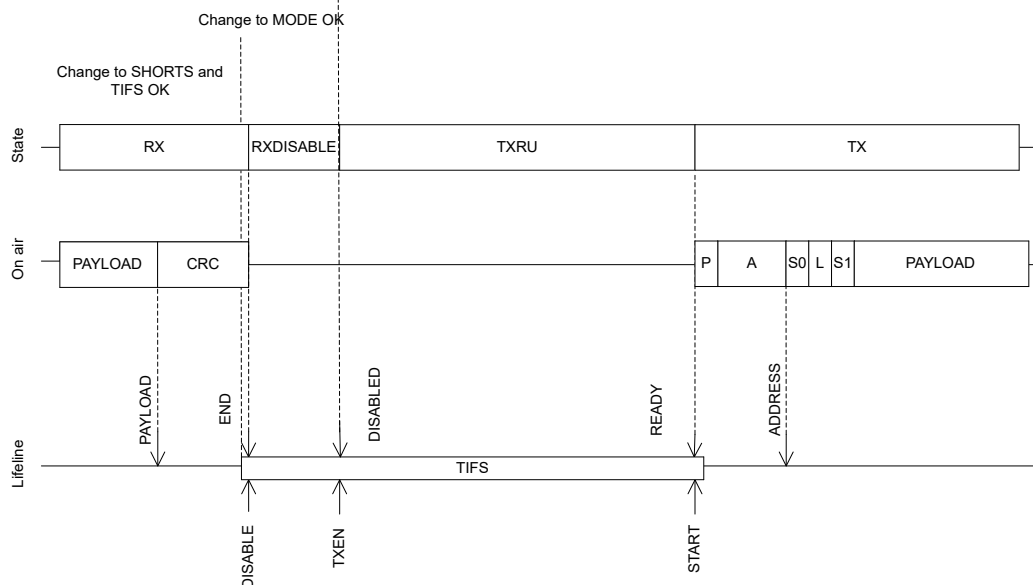 Change to MODE OK
Change to SHORTS and
TIFS OK
State
RX
RXDISABLE
TXRU
TX
On air
PAYLOAD
CRC
P
A
S0
L
S1
PAYLOAD
PAYLOAD
END
DISABLED
READY
ADDRESS
Lifeline
TIFS
DISABLE
TXEN
START